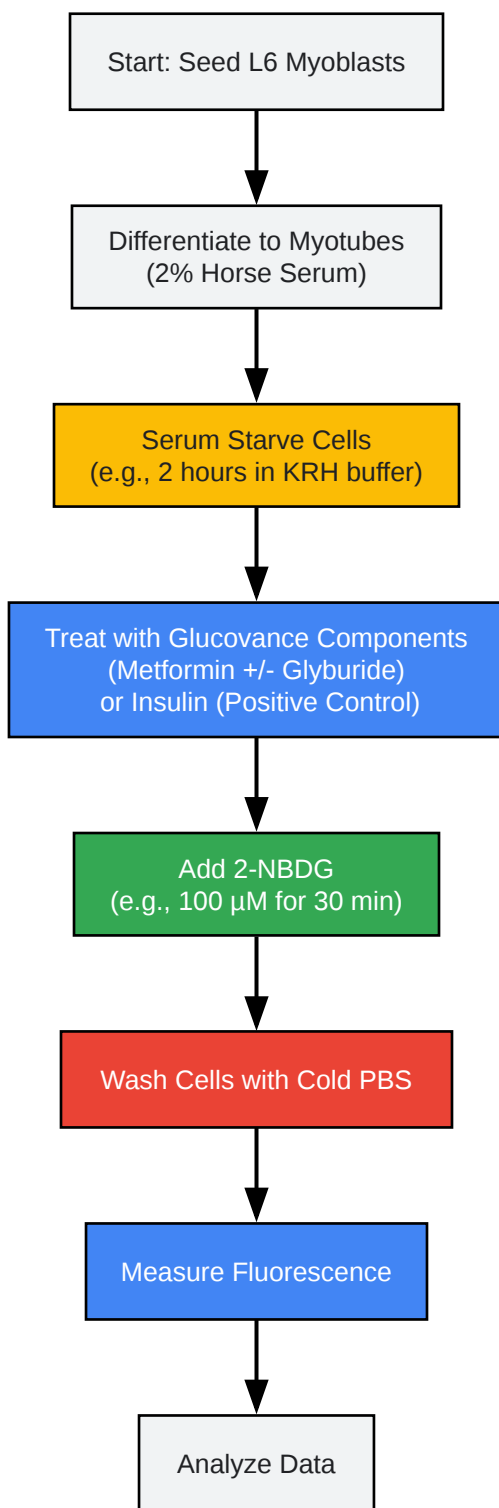 Start: Seed L6 Myoblasts
Differentiate to Myotubes
(2% Horse Serum)
Serum Starve Cells
(e.g., 2 hours in KRH buffer)
Treat with Glucovance Components
(Metformin +/- Glyburide)
or Insulin (Positive Control)
Add 2-NBDG
(e.g., 100 µM for 30 min)
Wash Cells with Cold PBS
Measure Fluorescence
Analyze Data